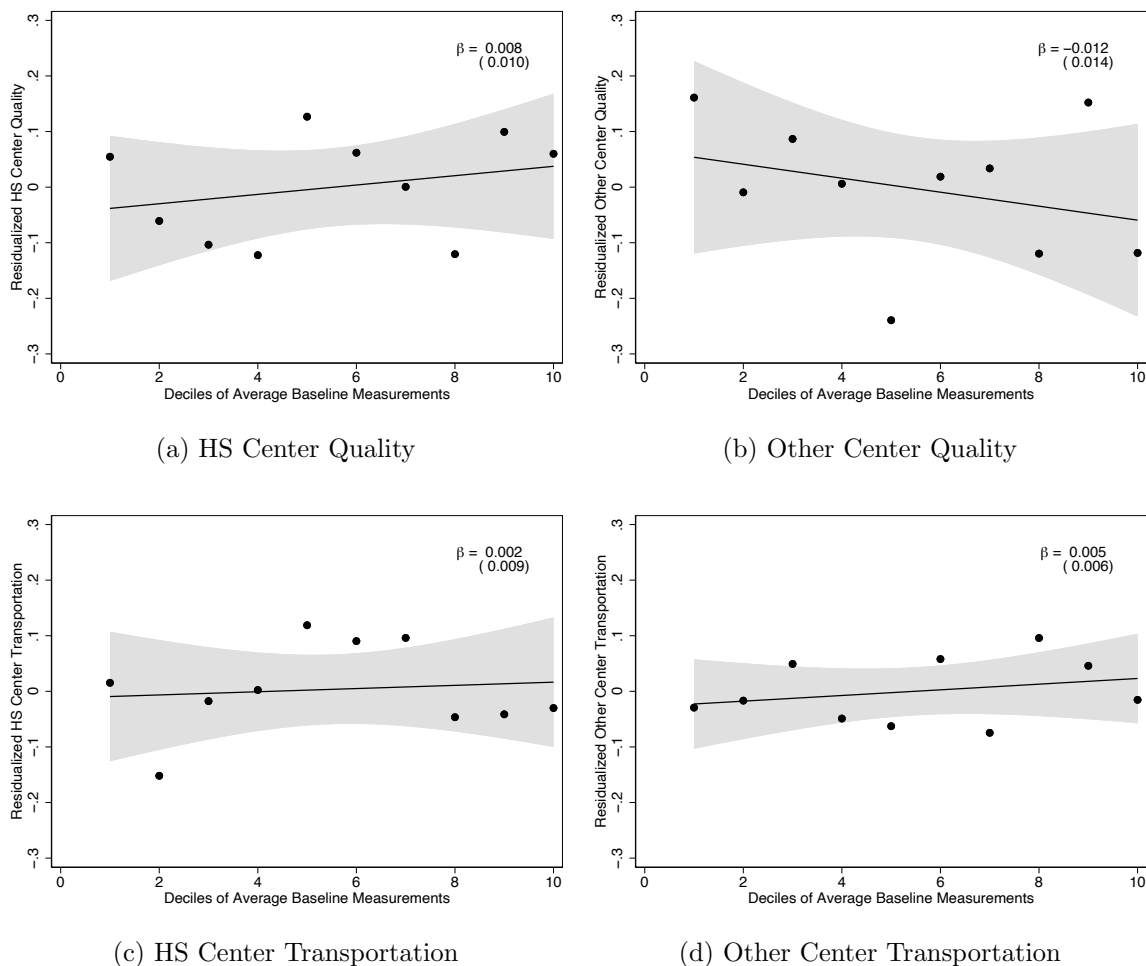 Residualized HS Center Quality
-.3 -.2 -.1 0 .1 .2 .3
β = 0.008
( 0.010)
0 2 4 6 8 10
Deciles of Average Baseline Measurements
(a) HS Center Quality
Residualized Other Center Quality
-.3 -.2 -.1 0 .1 .2 .3
β = −0.012
( 0.014)
0 2 4 6 8 10
Deciles of Average Baseline Measurements
(b) Other Center Quality
Residualized HS Center Transportation
-.3 -.2 -.1 0 .1 .2 .3
β = 0.002
( 0.009)
0 2 4 6 8 10
Deciles of Average Baseline Measurements
(c) HS Center Transportation
Residualized Other Center Transportation
-.3 -.2 -.1 0 .1 .2 .3
β = 0.005
( 0.006)
0 2 4 6 8 10
Deciles of Average Baseline Measurements
(d) Other Center Transportation